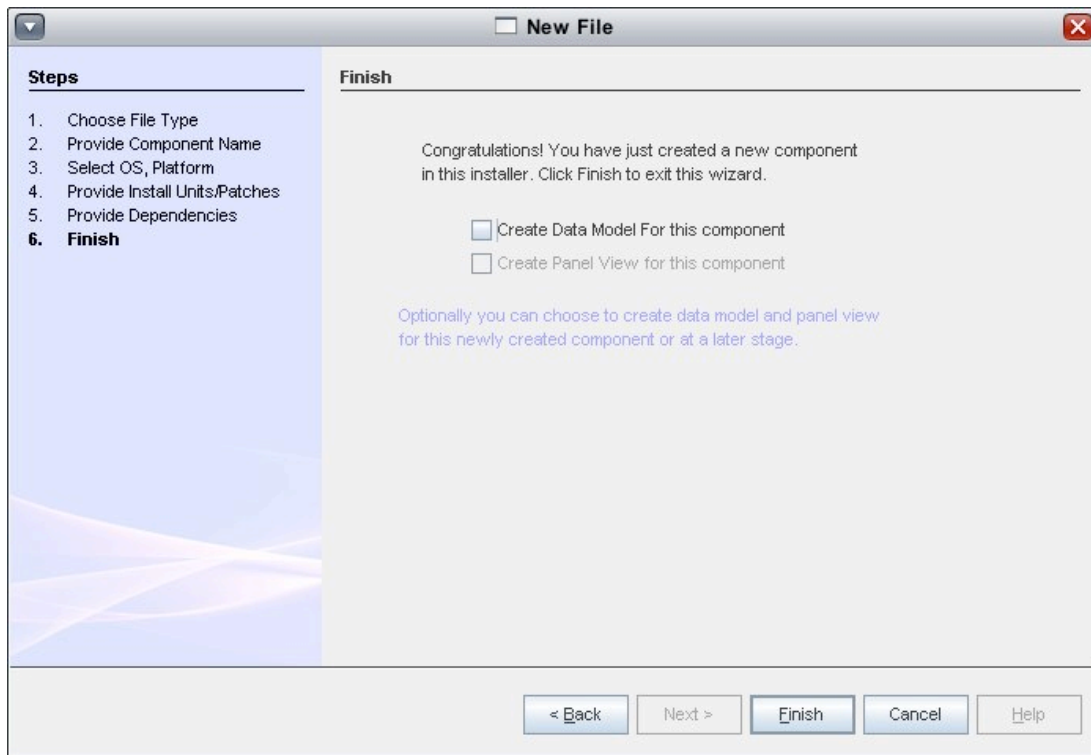 New File
Steps
1. Choose File Type
2. Provide Component Name
3. Select OS, Platform
4. Provide Install Units/Patches
5. Provide Dependencies
6. Finish
Finish
Congratulations! You have just created a new component
in this installer. Click Finish to exit this wizard.
Create Data Model For this component
Create Panel View for this component
Optionally you can choose to create data model and panel view
for this newly created component or at a later stage.
< Back
Next >
Finish
Cancel
Help